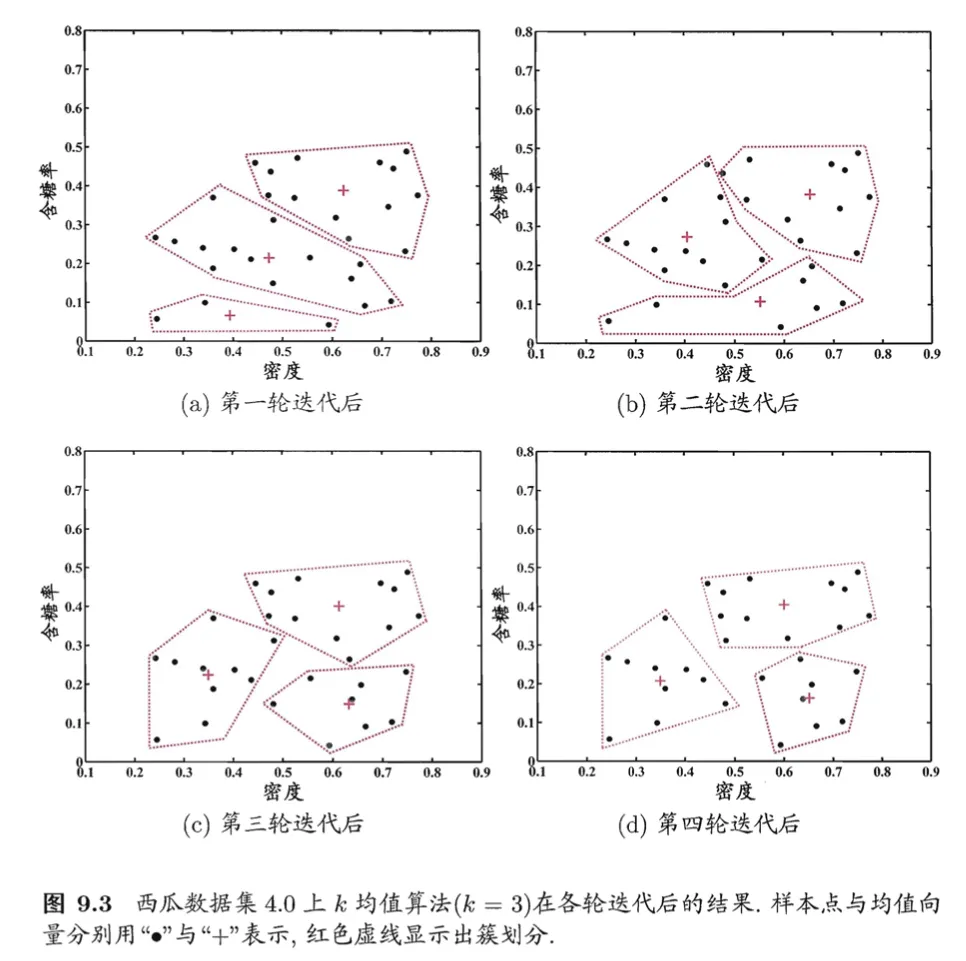 0.8
0.7
0.6
0.5
0.4
0.3
0.2
0.1
0
含糖率
0.1 0.2 0.3 0.4 0.5 0.6 0.7 0.8 0.9
密度
(a) 第一轮迭代后
0.8
0.7
0.6
0.5
0.4
0.3
0.2
0.1
0
含糖率
0.1 0.2 0.3 0.4 0.5 0.6 0.7 0.8 0.9
密度
(b) 第二轮迭代后
0.8
0.7
0.6
0.5
0.4
0.3
0.2
0.1
0
含糖率
0.1 0.2 0.3 0.4 0.5 0.6 0.7 0.8 0.9
密度
(c) 第三轮迭代后
0.8
0.7
0.6
0.5
0.4
0.3
0.2
0.1
0
含糖率
0.1 0.2 0.3 0.4 0.5 0.6 0.7 0.8 0.9
密度
(d) 第四轮迭代后
图 9.3 西瓜数据集 4.0 上 k 均值算法(k = 3)在各轮迭代后的结果. 样本点与均值向
量分别用“●”与“+”表示, 红色虚线显示出簇划分.